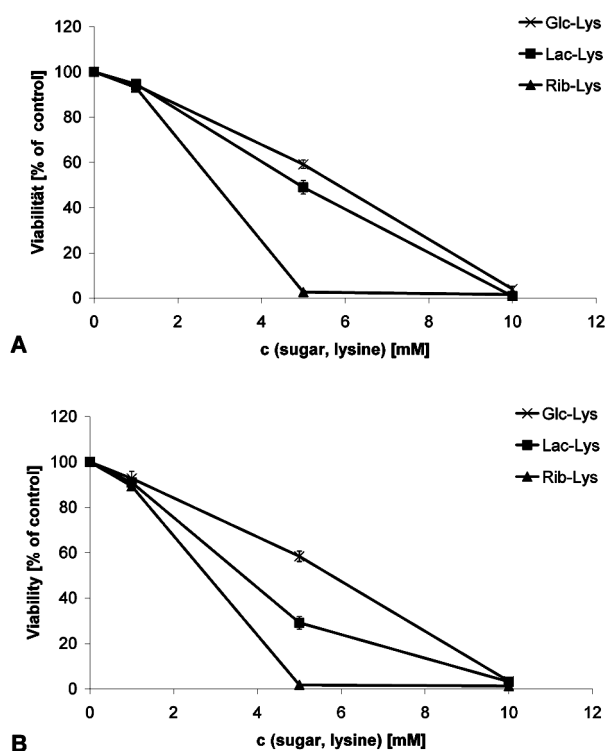 120
100
80
60
40
20
0
Viabilität [% of control]
Glc-Lys
Lac-Lys
Rib-Lys
0 2 4 6 8 10 12
c (sugar, lysine) [mM]
A
120
100
80
60
40
20
0
Viability [% of control]
Glc-Lys
Lac-Lys
Rib-Lys
0 2 4 6 8 10 12
c (sugar, lysine) [mM]
B